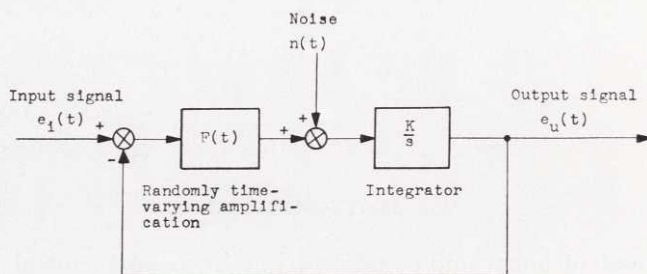 Noise
n(t)
Input signal
e_i(t)
+
-
F(t)
+
+
K/s
Output signal
e_u(t)
Randomly time-
varying amplifi-
cation
Integrator